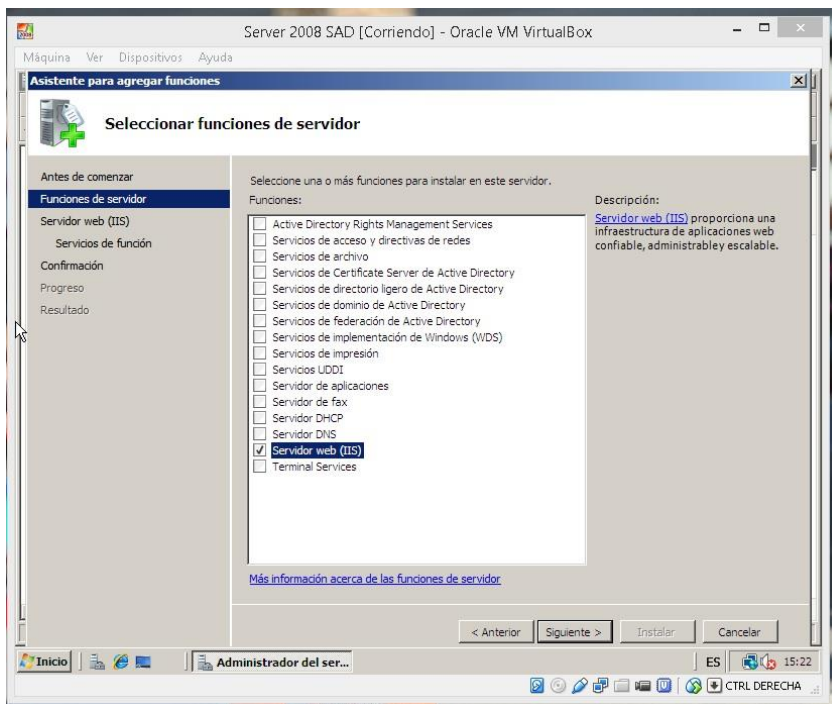 Server 2008 SAD [Corriendo] - Oracle VM VirtualBox
Máquina Ver Dispositivos Ayuda
Asistente para agregar funciones
Seleccionar funciones de servidor
Antes de comenzar
Funciones de servidor
Servidor web (IIS)
Servicios de función
Confirmación
Progreso
Resultado
Seleccione una o más funciones para instalar en este servidor.
Funciones:
Active Directory Rights Management Services
Servicios de acceso y directivas de redes
Servicios de archivo
Servicios de Certificate Server de Active Directory
Servicios de directorio ligero de Active Directory
Servicios de dominio de Active Directory
Servicios de federación de Active Directory
Servicios de implementación de Windows (WDS)
Servicios de impresión
Servicios UDDI
Servidor de aplicaciones
Servidor de fax
Servidor DHCP
Servidor DNS
Servidor web (IIS)
Terminal Services
Más información acerca de las funciones de servidor
Descripción:
Servidor web (IIS) proporciona una
infraestructura de aplicaciones web
confiable, administrable y escalable.
< Anterior Siguiente > Instalar Cancelar
Inicio Administrador del ser... ES 15:22
CTRL DERECHA